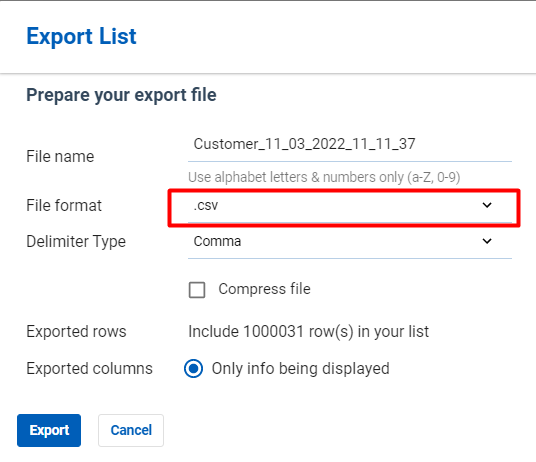 Export List
Prepare your export file
File name
Customer_11_03_2022_11_11_37
Use alphabet letters & numbers only (a-Z, 0-9)
File format
.csv
Delimiter Type
Comma
Compress file
Exported rows
Include 1000031 row(s) in your list
Exported columns
Only info being displayed
Export
Cancel